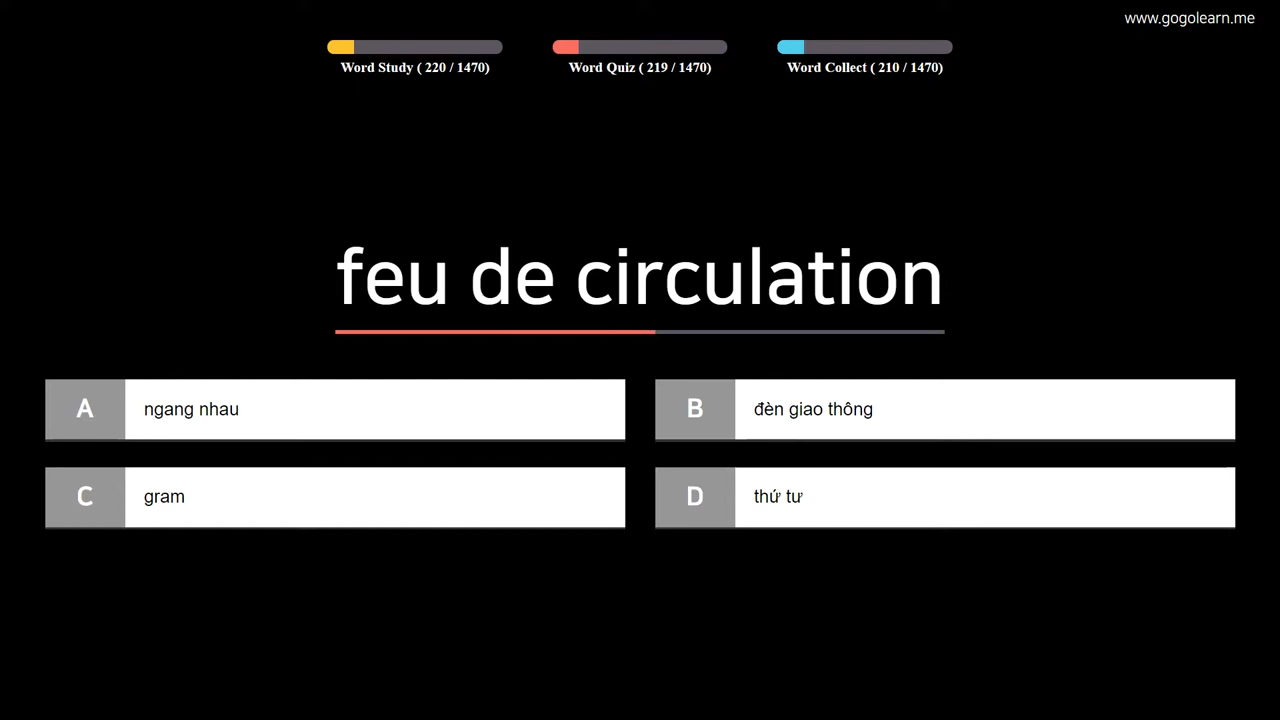 www.gogolearn.me
Word Study ( 220 / 1470)
Word Quiz ( 219 / 1470)
Word Collect ( 210 / 1470)
feu de circulation
A ngang nhau
B đèn giao thông
C gram
D thứ tư